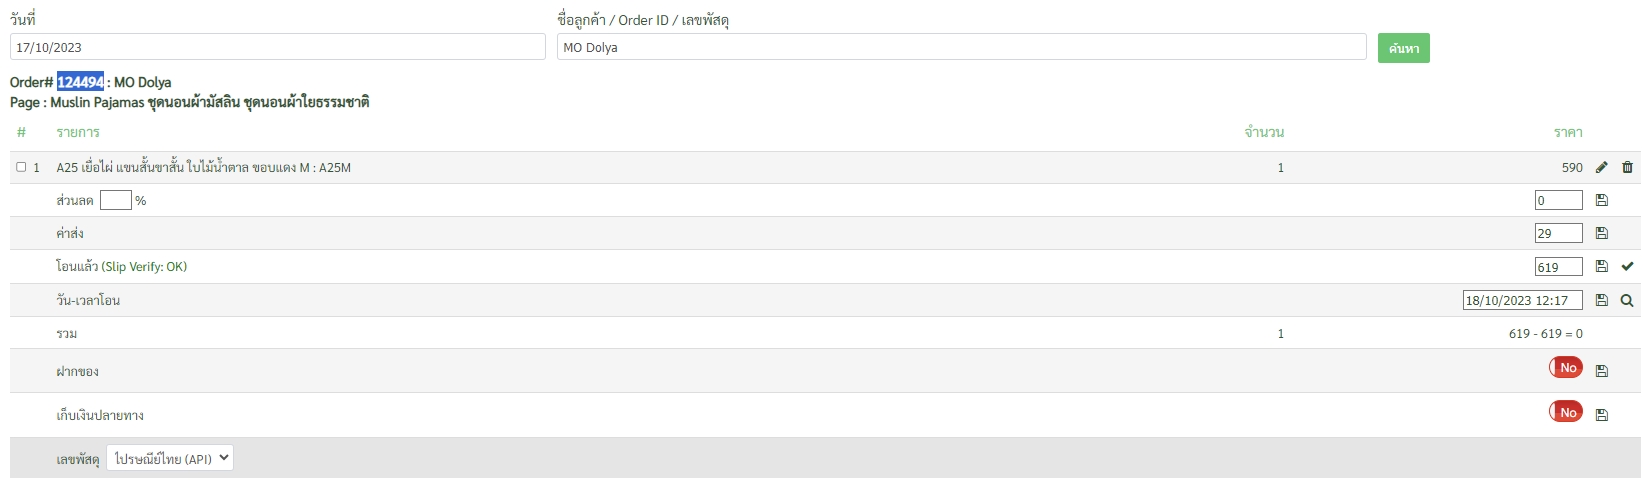 วันที่
ชื่อลูกค้า / Order ID / เลขพัสดุ
17/10/2023
MO Dolya
ค้นหา
Order# 124494 : MO Dolya
Page : Muslin Pajamas ชุดนอนผ้ามัสลิน ชุดนอนผ้าใยธรรมชาติ
# รายการ จำนวน ราคา
1 A25 เยื่อไผ่ แขนสั้นขาสั้น ใบไม้น้ำตาล ขอบแดง M : A25M 1 590
ส่วนลด % 0
ค่าส่ง 29
โอนแล้ว (Slip Verify: OK) 619
วัน-เวลาโอน 18/10/2023 12:17
รวม 1 619 - 619 = 0
ฝากของ No
เก็บเงินปลายทาง No
เลขพัสดุ ไปรษณีย์ไทย (API)